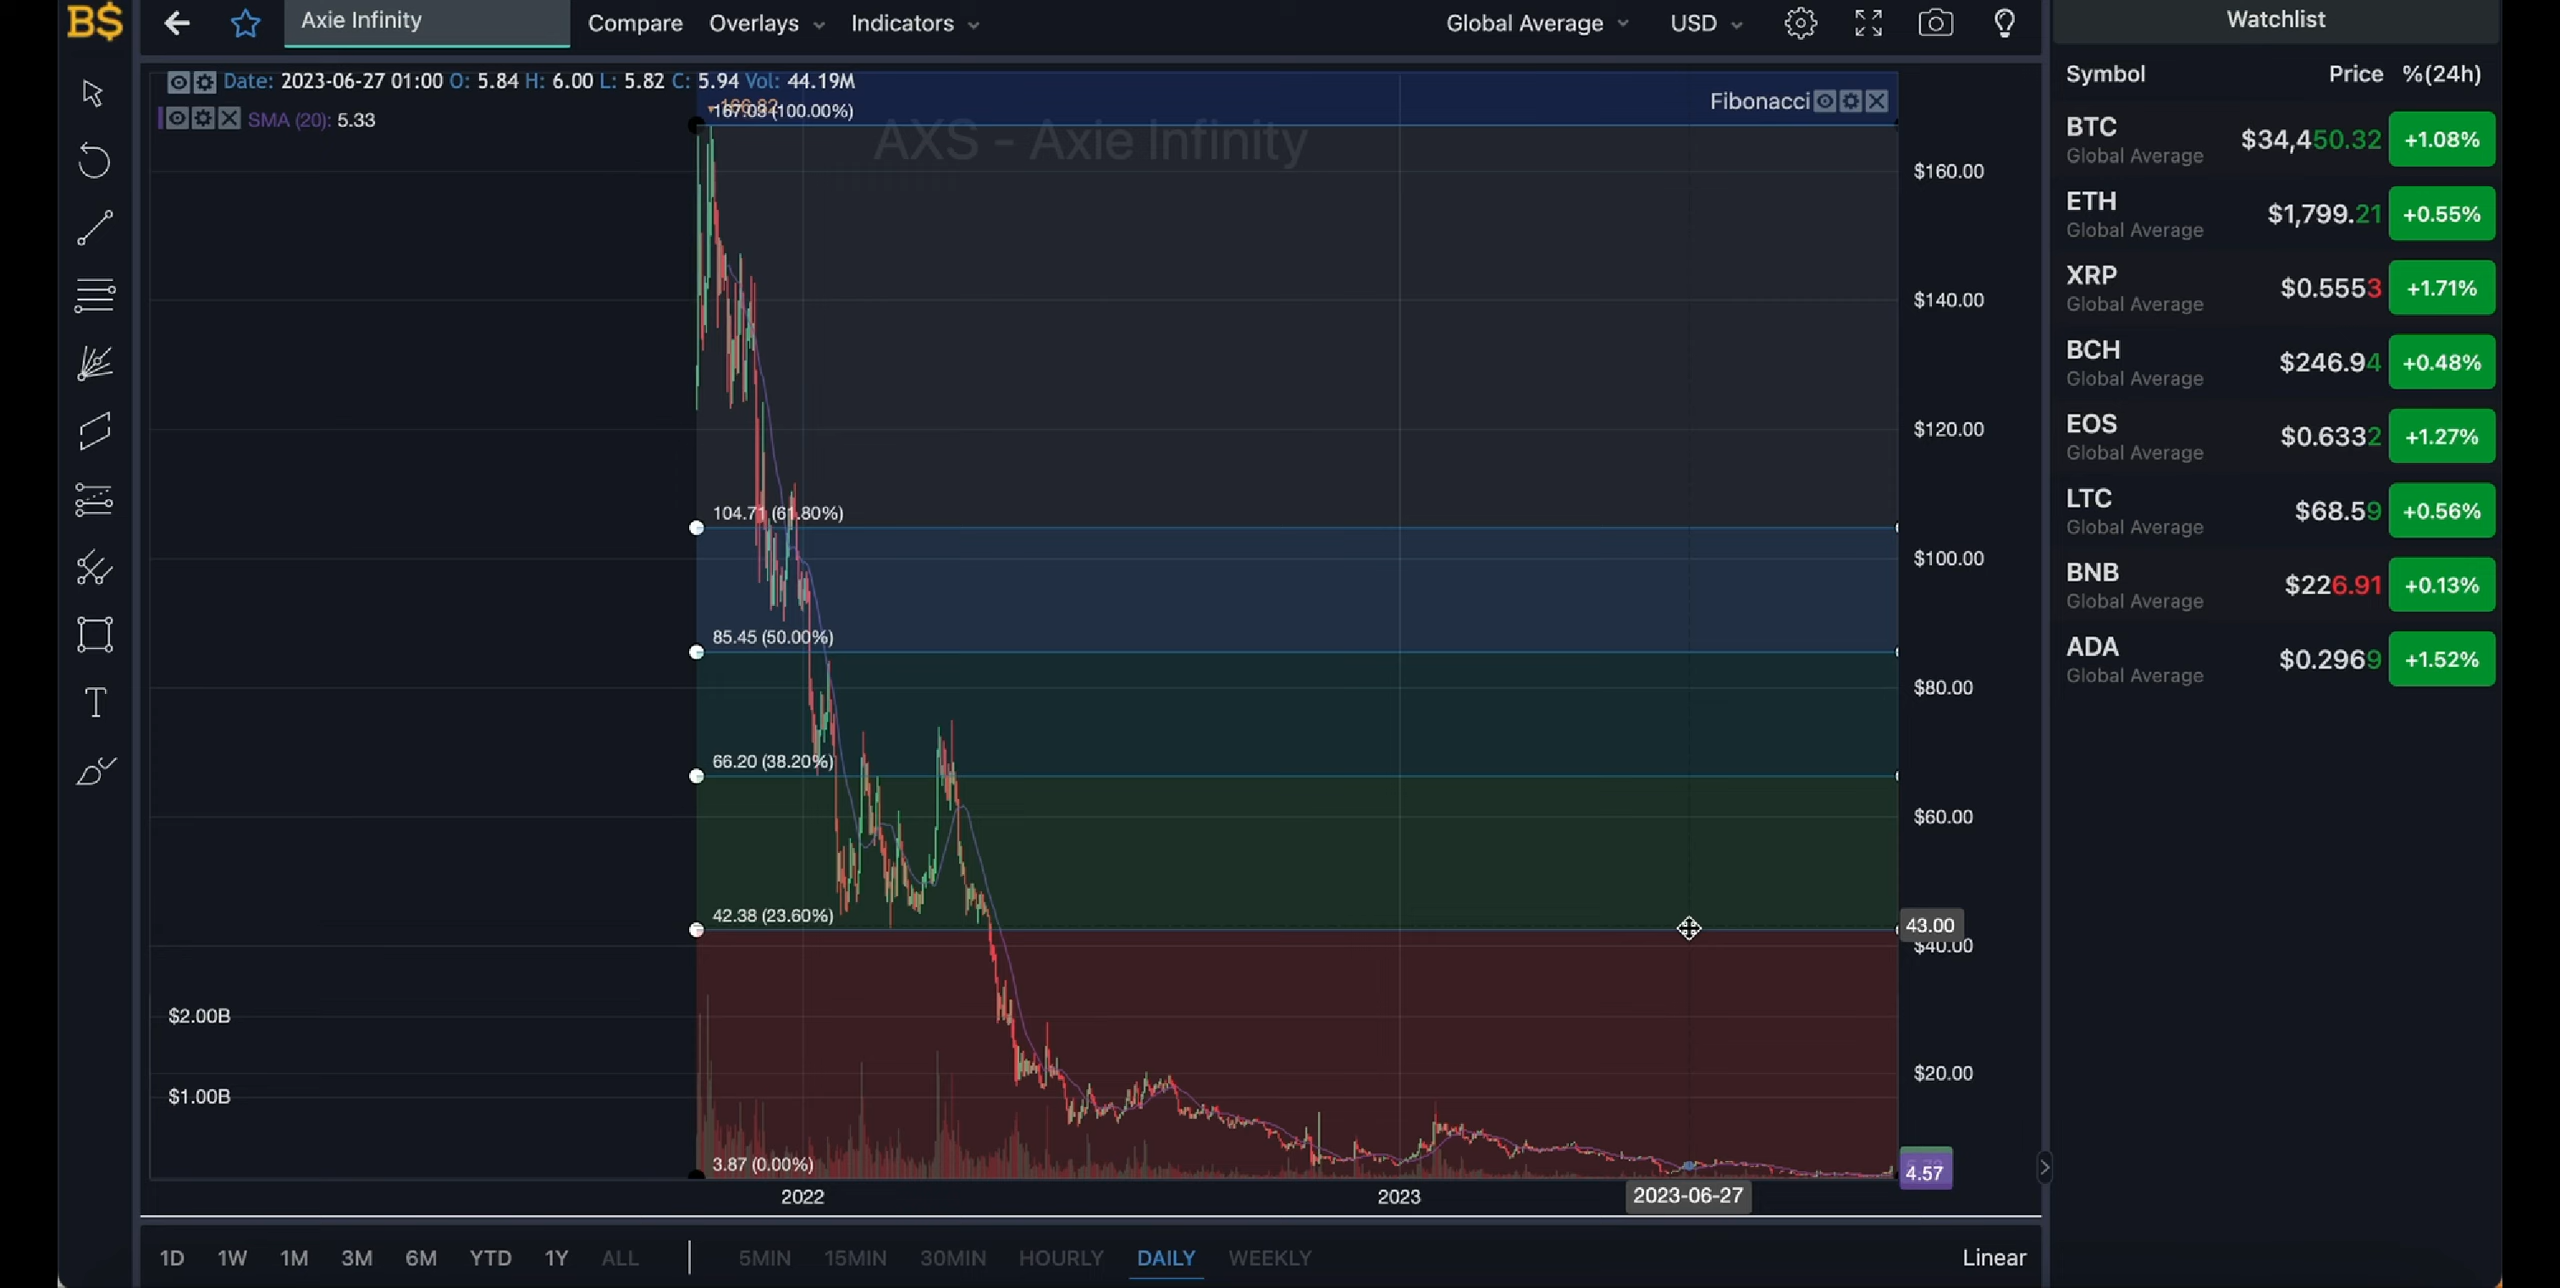 B$ Axie Infinity Compare Overlays Indicators Global Average USD Watchlist
Date: 2023-06-27 01:00 O: 5.84 H: 6.00 L: 5.82 C: 5.94 Vol: 44.19M
SMA (20): 5.33
167.03 (100.00%)
Fibonacci
AXS - Axie Infinity
104.71 (61.80%)
85.45 (50.00%)
66.20 (38.20%)
42.38 (23.60%)
3.87 (0.00%)
$160.00
$140.00
$120.00
$100.00
$80.00
$60.00
43.00
$40.00
$20.00
4.57
$2.00B
$1.00B
2022 2023 2023-06-27
1D 1W 1M 3M 6M YTD 1Y ALL 5MIN 15MIN 30MIN HOURLY DAILY WEEKLY Linear
Symbol Price %(24h)
BTC $34,450.32 +1.08%
Global Average
ETH $1,799.21 +0.55%
Global Average
XRP $0.5553 +1.71%
Global Average
BCH $246.94 +0.48%
Global Average
EOS $0.6332 +1.27%
Global Average
LTC $68.59 +0.56%
Global Average
BNB $226.91 +0.13%
Global Average
ADA $0.2969 +1.52%
Global Average